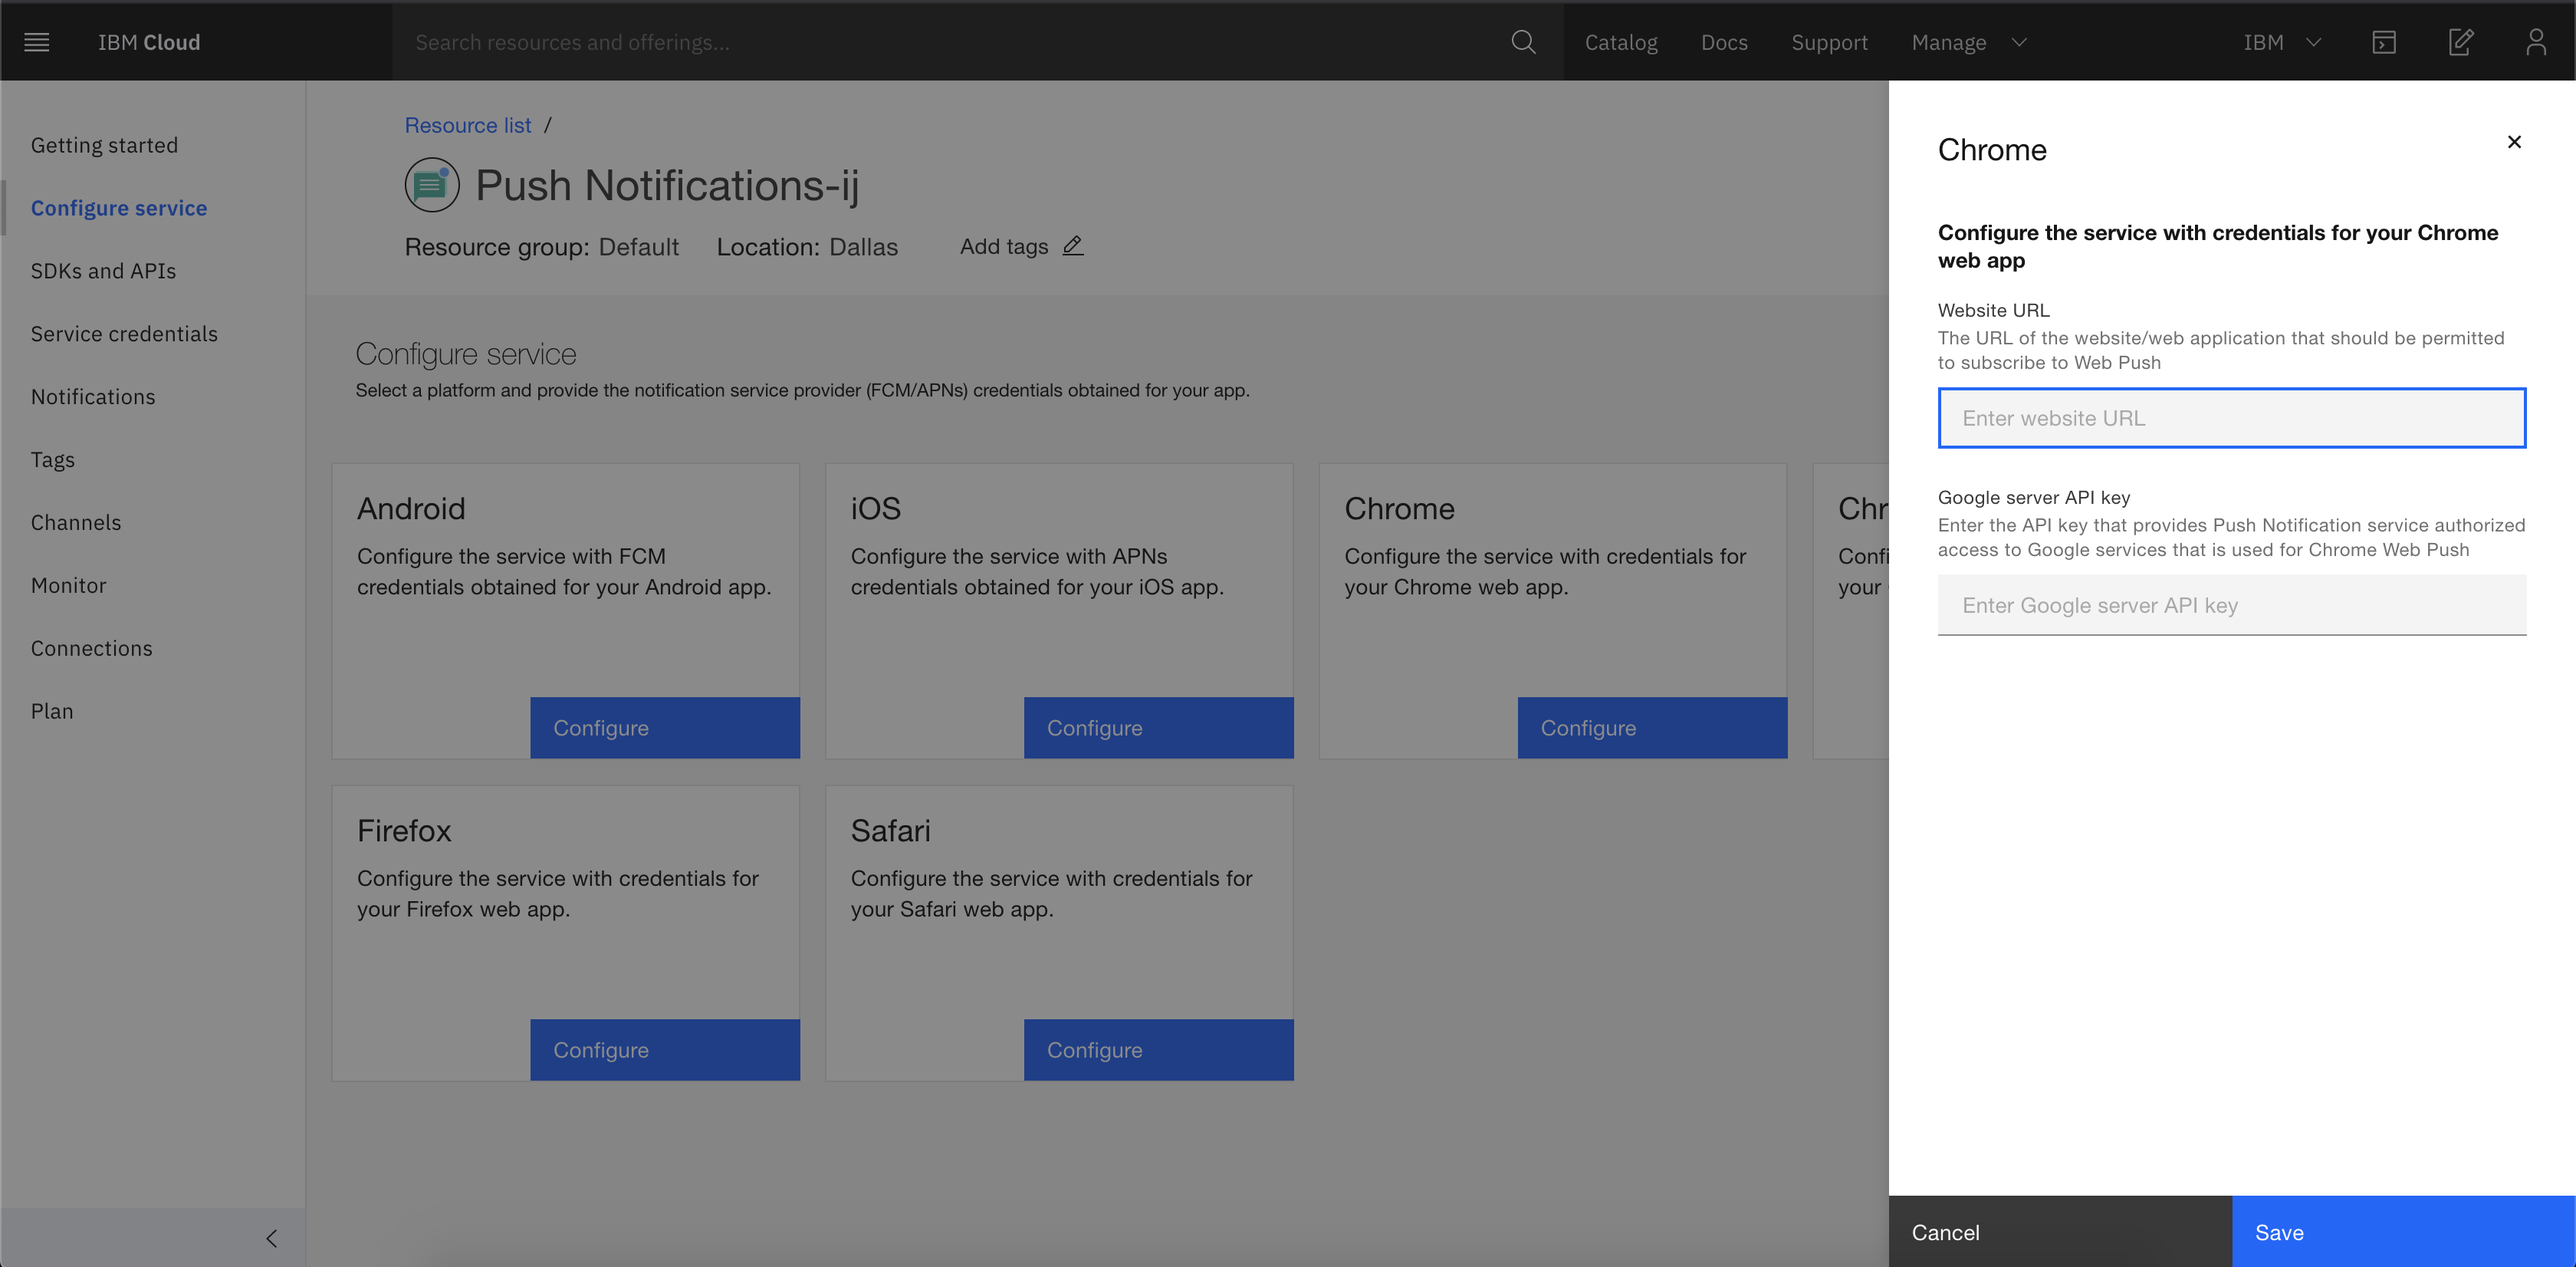 IBM Cloud
Search resources and offerings...
Catalog
Docs
Support
Manage
IBM
Getting started
Configure service
SDKs and APIs
Service credentials
Notifications
Tags
Channels
Monitor
Connections
Plan
Resource list /
Push Notifications-ij
Resource group: Default Location: Dallas Add tags
Configure service
Select a platform and provide the notification service provider (FCM/APNs) credentials obtained for your app.
Android
Configure the service with FCM
credentials obtained for your Android app.
Configure
iOS
Configure the service with APNs
credentials obtained for your iOS app.
Configure
Chrome
Configure the service with credentials for
your Chrome web app.
Configure
Chr
Confi
your
Firefox
Configure the service with credentials for
your Firefox web app.
Configure
Safari
Configure the service with credentials for
your Safari web app.
Configure
Chrome
Configure the service with credentials for your Chrome
web app
Website URL
The URL of the website/web application that should be permitted
to subscribe to Web Push
Enter website URL
Google server API key
Enter the API key that provides Push Notification service authorized
access to Google services that is used for Chrome Web Push
Enter Google server API key
Cancel
Save